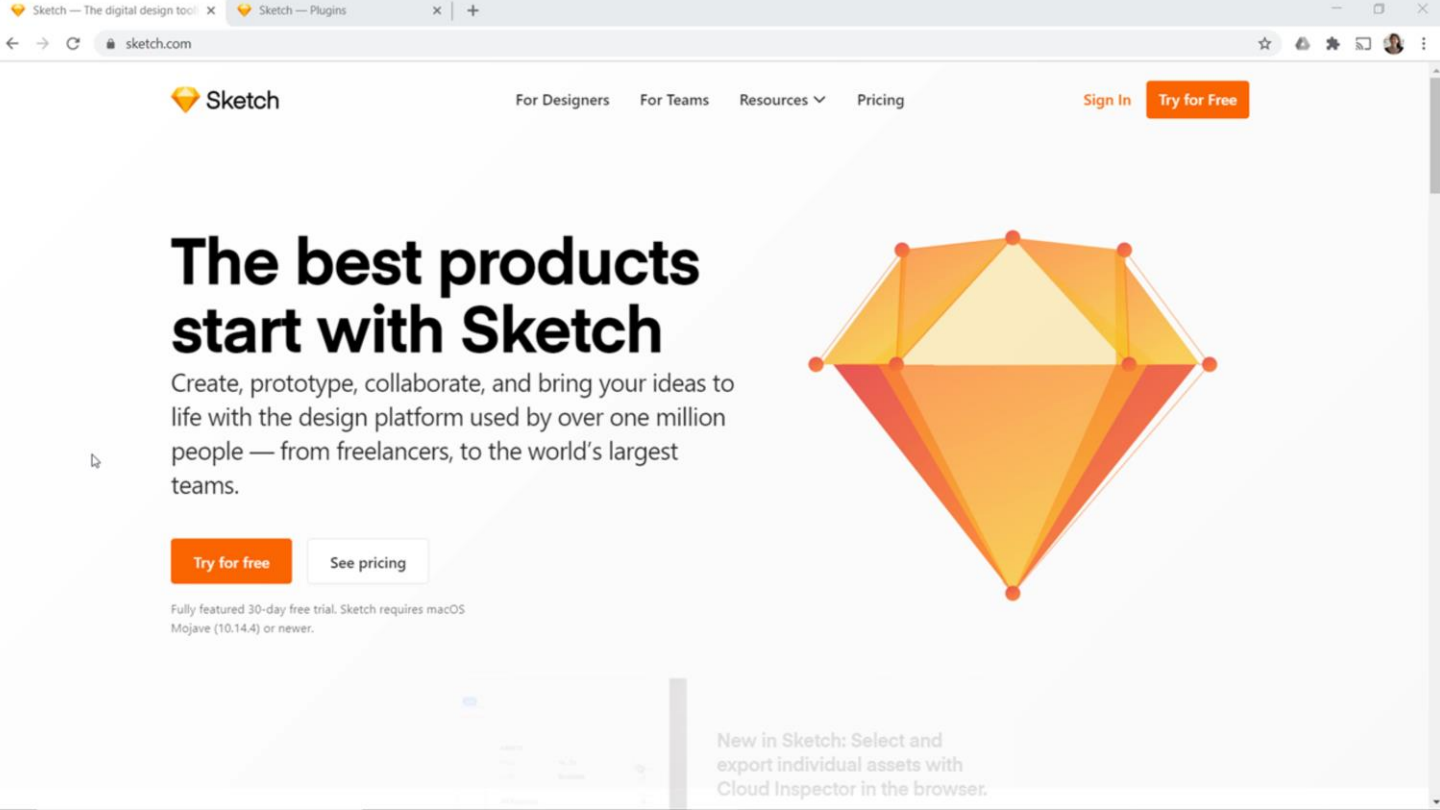 Sketch — The digital design tool
Sketch — Plugins
sketch.com
Sketch
For Designers
For Teams
Resources
Pricing
Sign In
Try for Free
The best products
start with Sketch
Create, prototype, collaborate, and bring your ideas to
life with the design platform used by over one million
people — from freelancers, to the world’s largest
teams.
Try for free
See pricing
Fully featured 30-day free trial. Sketch requires macOS
Mojave (10.14.4) or newer.
New in Sketch: Select and
export individual assets with
Cloud Inspector in the browser.